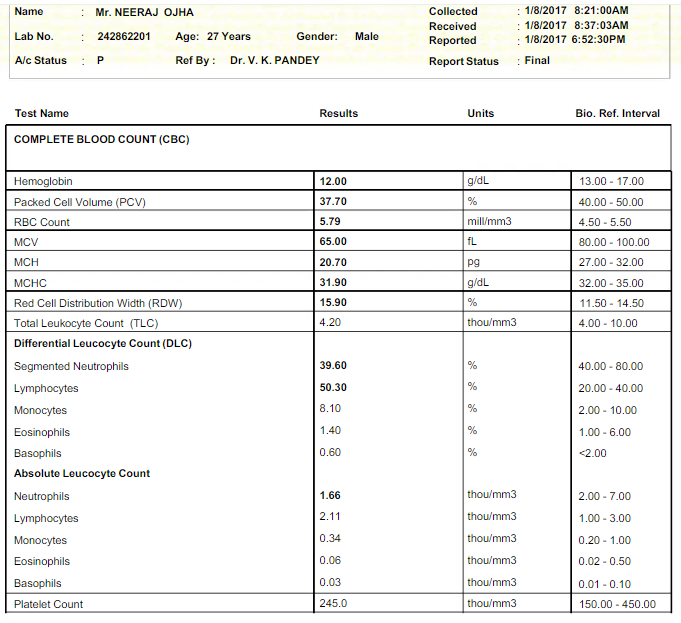 Name : Mr. NEERAJ OJHA Collected : 1/8/2017 8:21:00AM
Received : 1/8/2017 8:37:03AM
Lab No. : 242862201 Age: 27 Years Gender: Male Reported : 1/8/2017 6:52:30PM
A/c Status : P Ref By : Dr. V. K. PANDEY Report Status : Final
Test Name Results Units Bio. Ref. Interval
COMPLETE BLOOD COUNT (CBC)
Hemoglobin 12.00 g/dL 13.00 - 17.00
Packed Cell Volume (PCV) 37.70 % 40.00 - 50.00
RBC Count 5.79 mill/mm3 4.50 - 5.50
MCV 65.00 fL 80.00 - 100.00
MCH 20.70 pg 27.00 - 32.00
MCHC 31.90 g/dL 32.00 - 35.00
Red Cell Distribution Width (RDW) 15.90 % 11.50 - 14.50
Total Leukocyte Count (TLC) 4.20 thou/mm3 4.00 - 10.00
Differential Leucocyte Count (DLC)
Segmented Neutrophils 39.60 % 40.00 - 80.00
Lymphocytes 50.30 % 20.00 - 40.00
Monocytes 8.10 % 2.00 - 10.00
Eosinophils 1.40 % 1.00 - 6.00
Basophils 0.60 % <2.00
Absolute Leucocyte Count
Neutrophils 1.66 thou/mm3 2.00 - 7.00
Lymphocytes 2.11 thou/mm3 1.00 - 3.00
Monocytes 0.34 thou/mm3 0.20 - 1.00
Eosinophils 0.06 thou/mm3 0.02 - 0.50
Basophils 0.03 thou/mm3 0.01 - 0.10
Platelet Count 245.0 thou/mm3 150.00 - 450.00